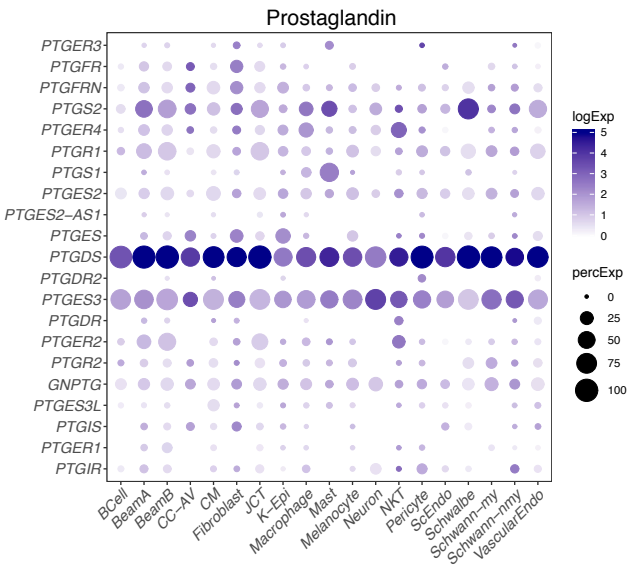 Prostaglandin
PTGER3
PTGFR
PTGFRN
PTGS2
PTGER4
PTGR1
PTGS1
PTGES2
PTGES2−AS1
PTGES
PTGDS
PTGDR2
PTGES3
PTGDR
PTGER2
PTGR2
GNPTG
PTGES3L
PTGIS
PTGER1
PTGIR
BCell
BeamA
BeamB
CC−AV
CM
Fibroblast
JCT
K−Epi
Macrophage
Mast
Melanocyte
Neuron
NKT
Pericyte
ScEndo
Schwalbe
Schwann−my
Schwann−nmy
VascularEndo
logExp
5
4
3
2
1
0
percExp
0
25
50
75
100